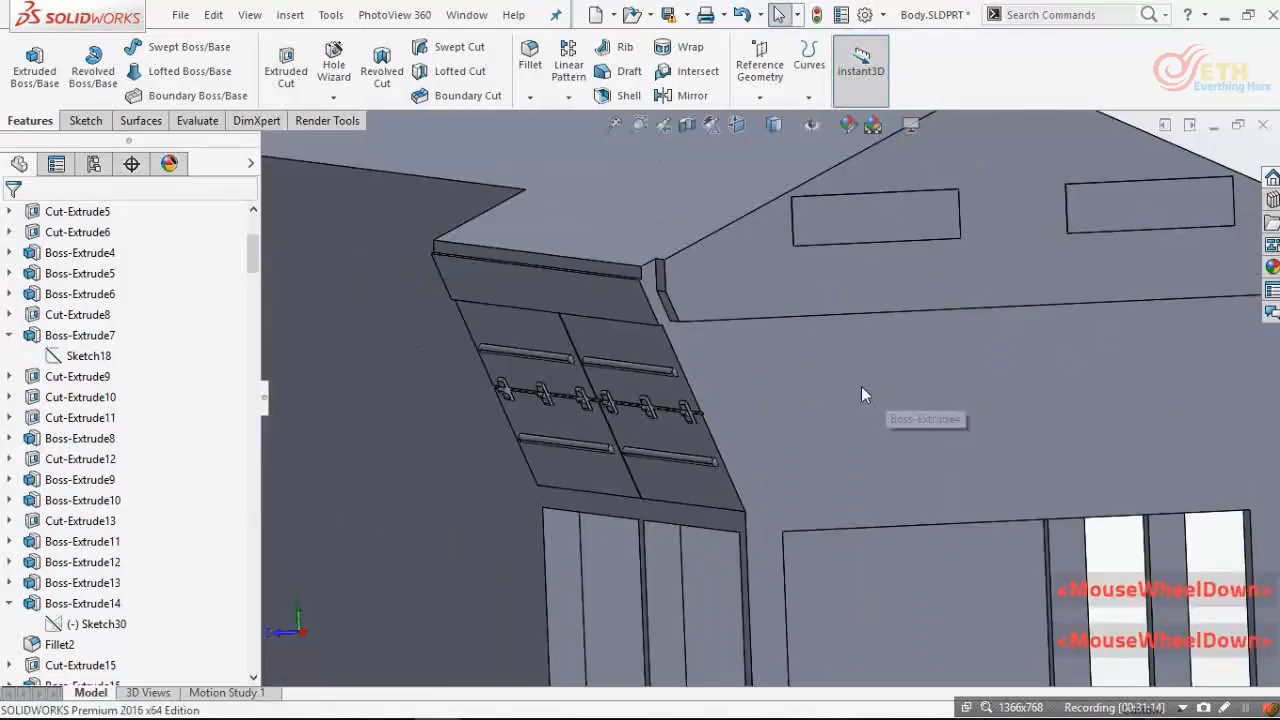 SOLIDWORKS
File Edit View Insert Tools PhotoView 360 Window Help
Body.SLDPRT *
Search Commands
Extruded Boss/Base
Revolved Boss/Base
Swept Boss/Base
Lofted Boss/Base
Boundary Boss/Base
Extruded Cut
Hole Wizard
Revolved Cut
Swept Cut
Lofted Cut
Boundary Cut
Fillet
Linear Pattern
Rib
Draft
Shell
Wrap
Intersect
Mirror
Reference Geometry
Curves
Instant3D
ETH
Everthing Here
Features Sketch Surfaces Evaluate DimXpert Render Tools
Cut-Extrude5
Cut-Extrude6
Boss-Extrude4
Boss-Extrude5
Boss-Extrude6
Cut-Extrude8
Boss-Extrude7
Sketch18
Cut-Extrude9
Cut-Extrude10
Cut-Extrude11
Boss-Extrude8
Cut-Extrude12
Boss-Extrude9
Boss-Extrude10
Cut-Extrude13
Boss-Extrude11
Boss-Extrude12
Boss-Extrude13
Boss-Extrude14
(-) Sketch30
Fillet2
Cut-Extrude15
<MouseWheelDown>
<MouseWheelDown>
Model 3D Views Motion Study 1
SOLIDWORKS Premium 2016 x64 Edition
1366x768
Recording [00:31:14]